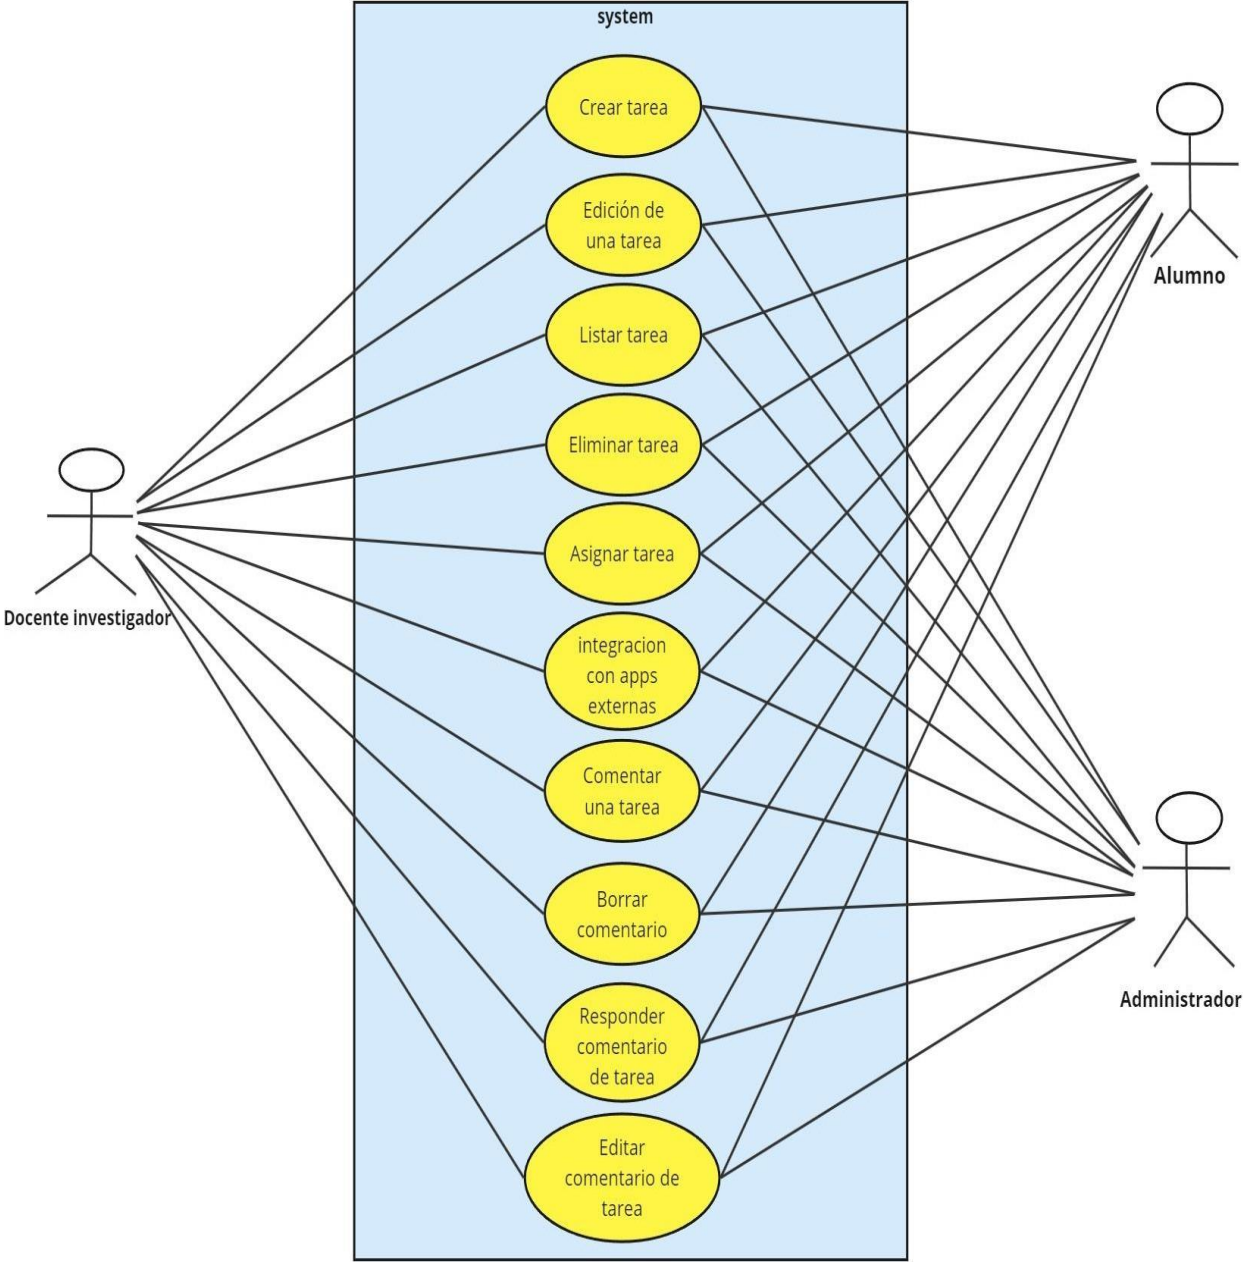 system
Crear tarea
Edición de
una tarea
Listar tarea
Eliminar tarea
Asignar tarea
integracion
con apps
externas
Comentar
una tarea
Borrar
comentario
Responder
comentario
de tarea
Editar
comentario de
tarea
Docente investigador
Alumno
Administrador